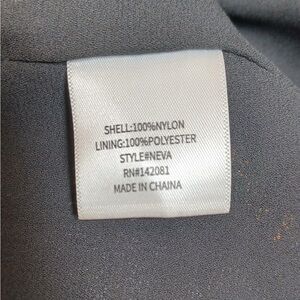 SHELL:100%NYLON
LINING:100%POLYESTER
STYLE#NEVA
RN#142081
MADE IN CHAINA